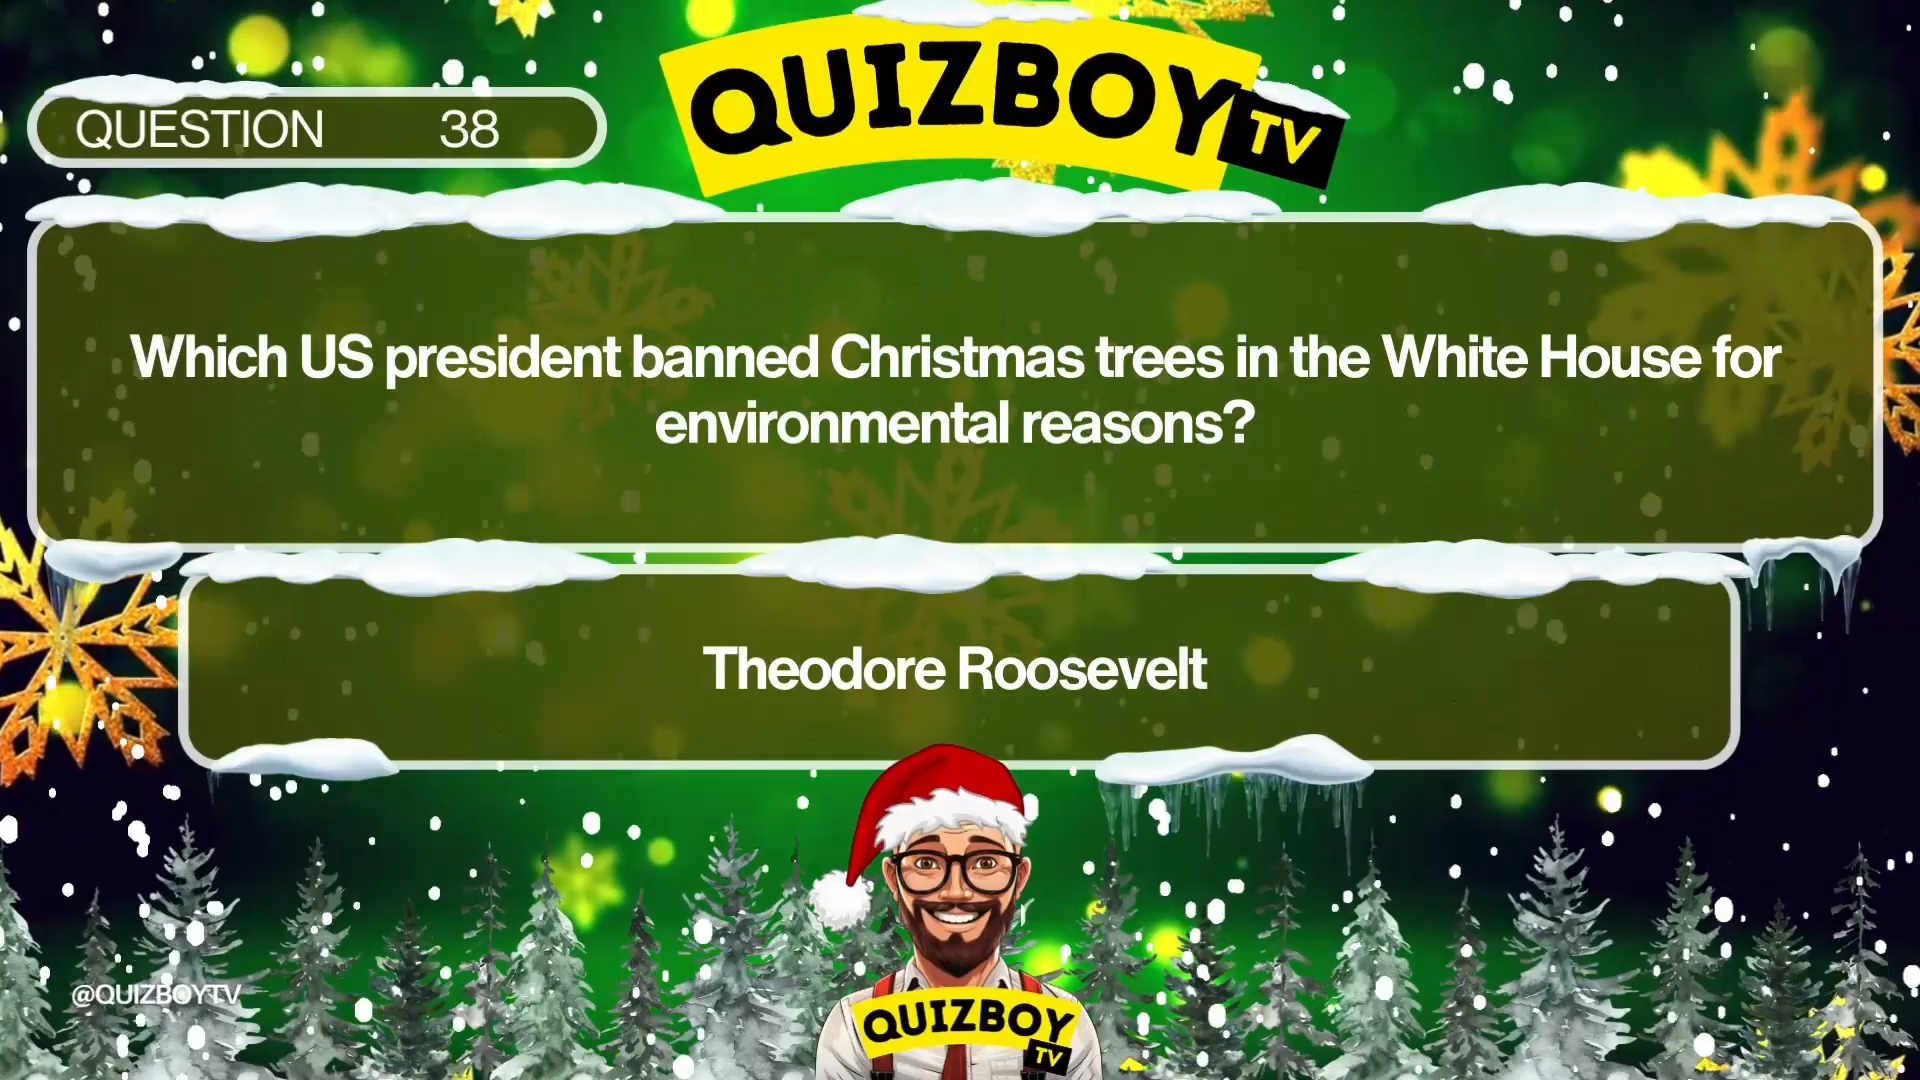 QUIZBOY
TV
QUESTION 38
Which US president banned Christmas trees in the White House for
environmental reasons?
Theodore Roosevelt
@QUIZBOYTV
QUIZBOY
TV